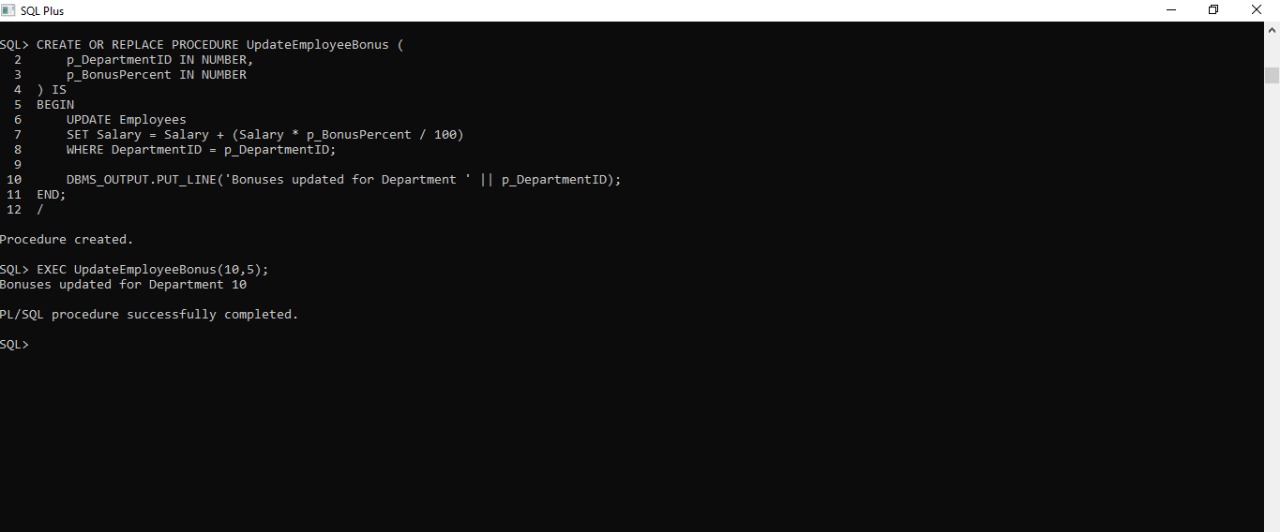 SQL Plus
SQL> CREATE OR REPLACE PROCEDURE UpdateEmployeeBonus (
  2      p_DepartmentID IN NUMBER,
  3      p_BonusPercent IN NUMBER
  4  ) IS
  5  BEGIN
  6      UPDATE Employees
  7      SET Salary = Salary + (Salary * p_BonusPercent / 100)
  8      WHERE DepartmentID = p_DepartmentID;
  9
 10      DBMS_OUTPUT.PUT_LINE('Bonuses updated for Department ' || p_DepartmentID);
 11  END;
 12  /
Procedure created.
SQL> EXEC UpdateEmployeeBonus(10,5);
Bonuses updated for Department 10
PL/SQL procedure successfully completed.
SQL>